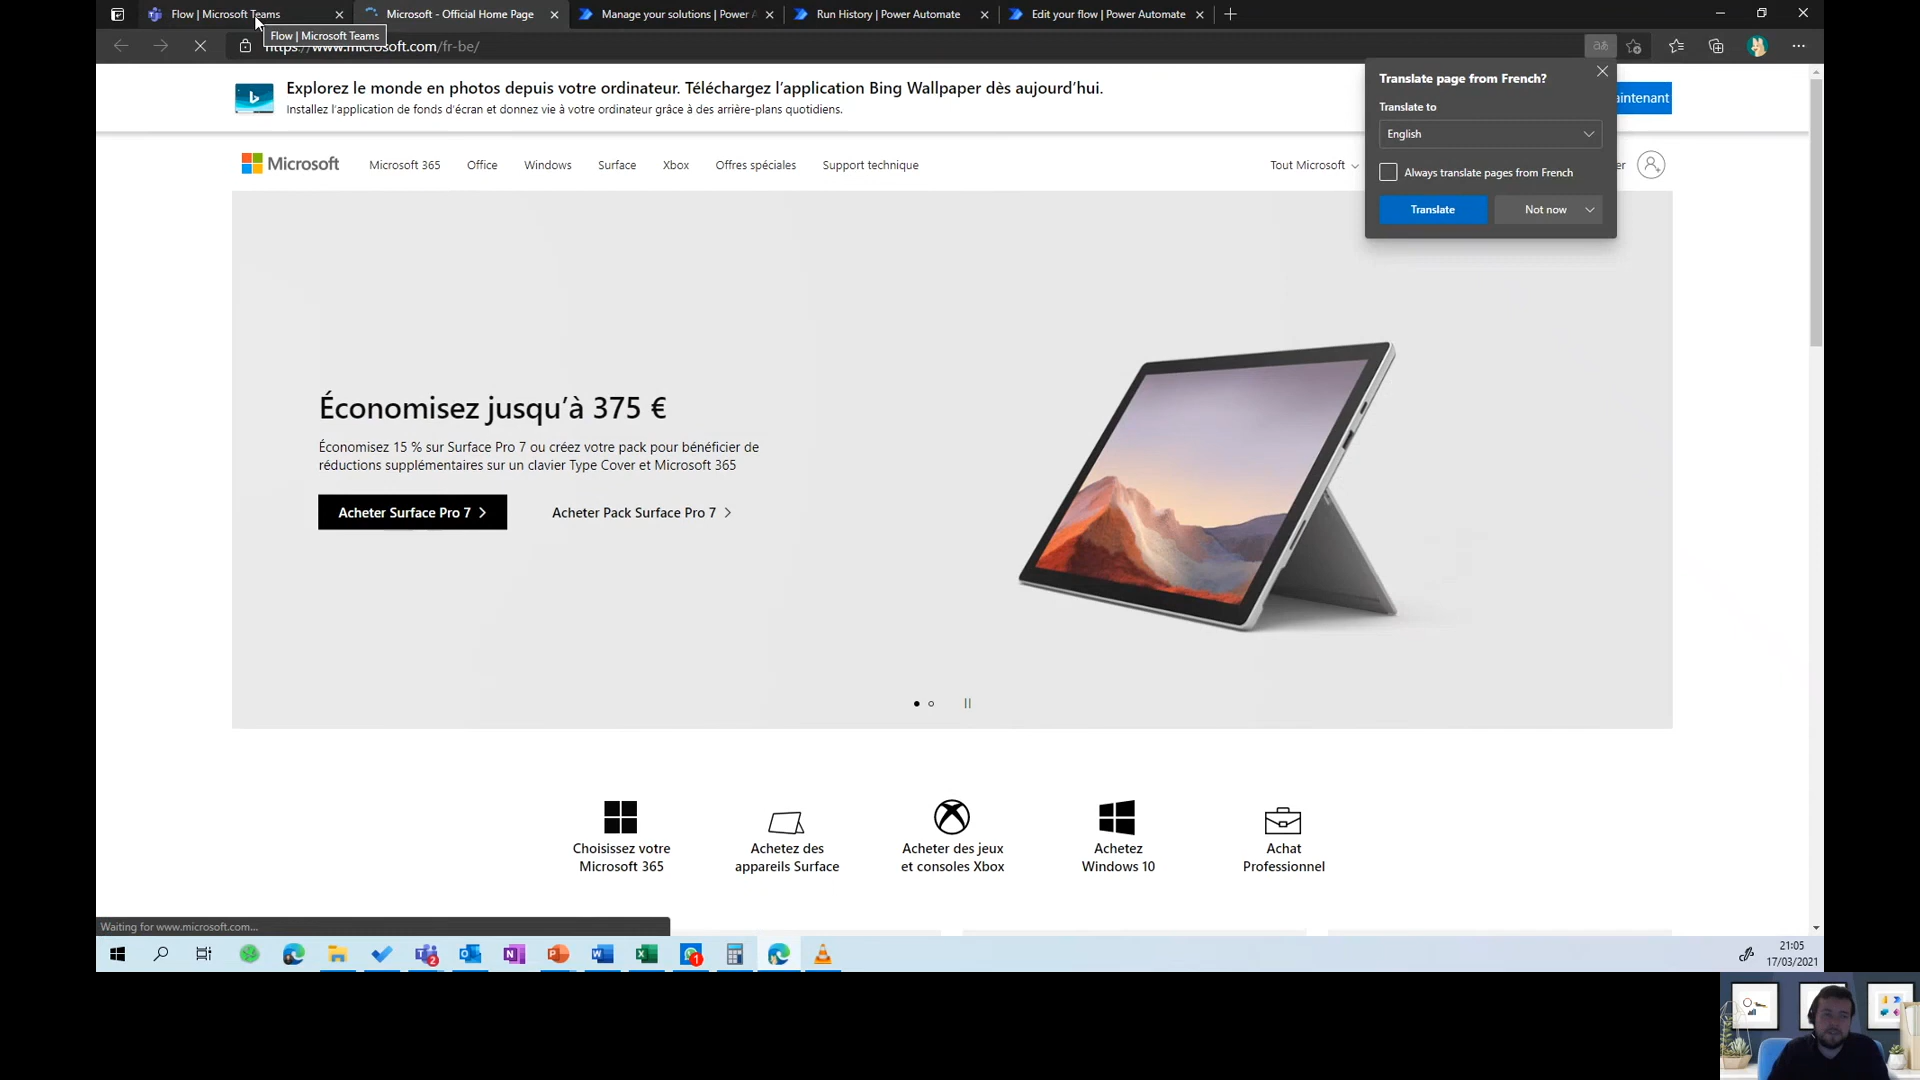 Flow | Microsoft Teams
Microsoft - Official Home Page
Manage your solutions | Power A
Run History | Power Automate
Edit your flow | Power Automate
Flow | Microsoft Teams
https://www.microsoft.com/fr-be/
Explorez le monde en photos depuis votre ordinateur. Téléchargez l'application Bing Wallpaper dès aujourd'hui.
Installez l'application de fonds d'écran et donnez vie à votre ordinateur grâce à des arrière-plans quotidiens.
aintenant
Translate page from French?
Translate to
English
Always translate pages from French
Translate
Not now
Microsoft
Microsoft 365
Office
Windows
Surface
Xbox
Offres spéciales
Support technique
Tout Microsoft
er
Économisez jusqu'à 375 €
Économisez 15 % sur Surface Pro 7 ou créez votre pack pour bénéficier de
réductions supplémentaires sur un clavier Type Cover et Microsoft 365
Acheter Surface Pro 7
Acheter Pack Surface Pro 7
Choisissez votre
Microsoft 365
Achetez des
appareils Surface
Acheter des jeux
et consoles Xbox
Achetez
Windows 10
Achat
Professionnel
Waiting for www.microsoft.com...
2
1
21:05
17/03/2021